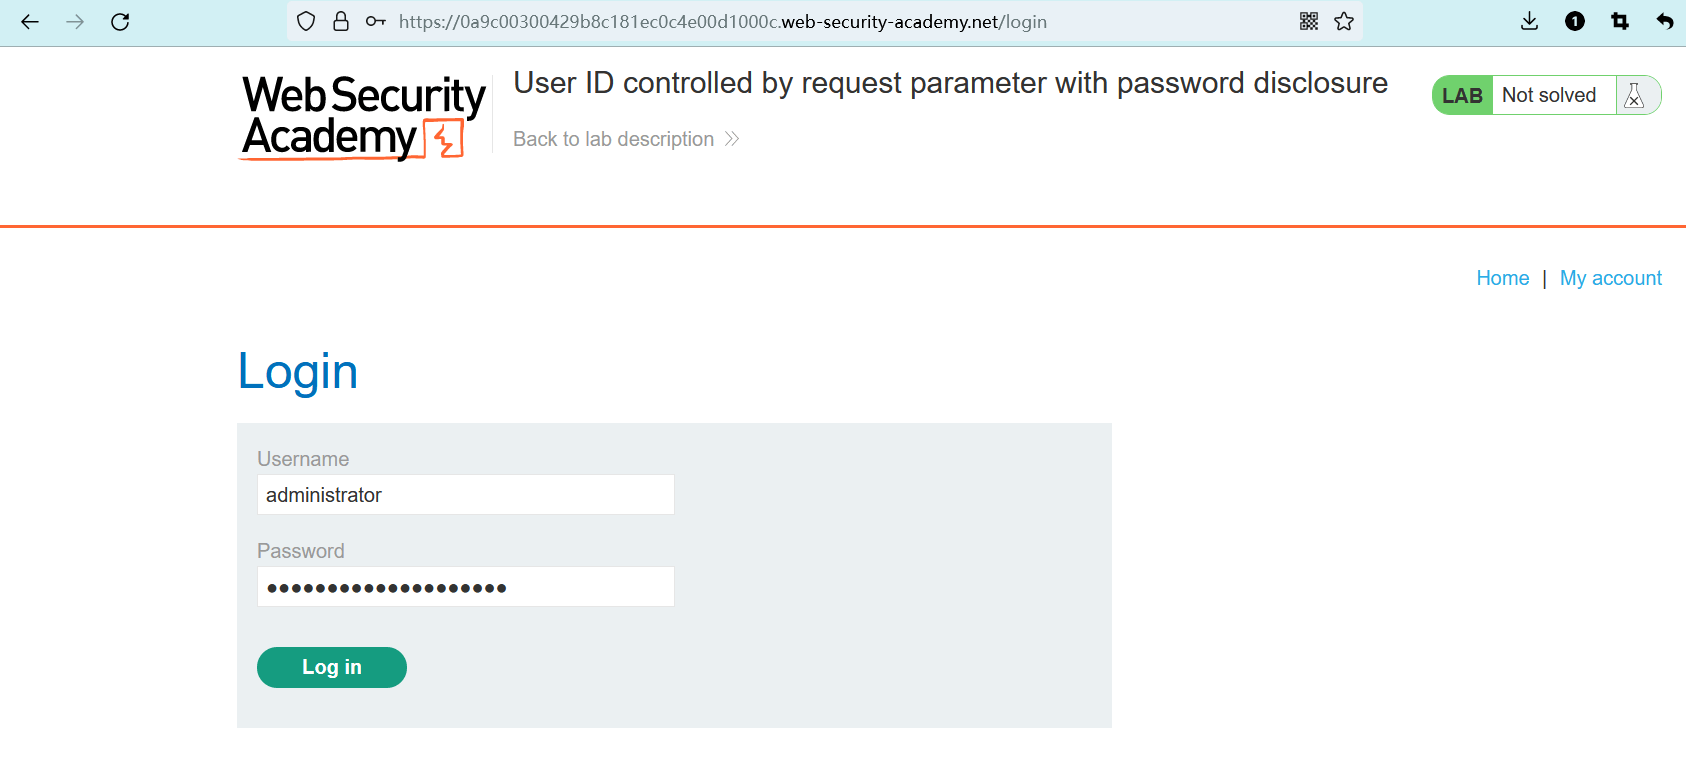 https://0a9c00300429b8c181ec0c4e00d1000c.web-security-academy.net/login
1
Web Security
Academy
User ID controlled by request parameter with password disclosure
Back to lab description
LAB Not solved
Home | My account
Login
Username
administrator
Password
Log in